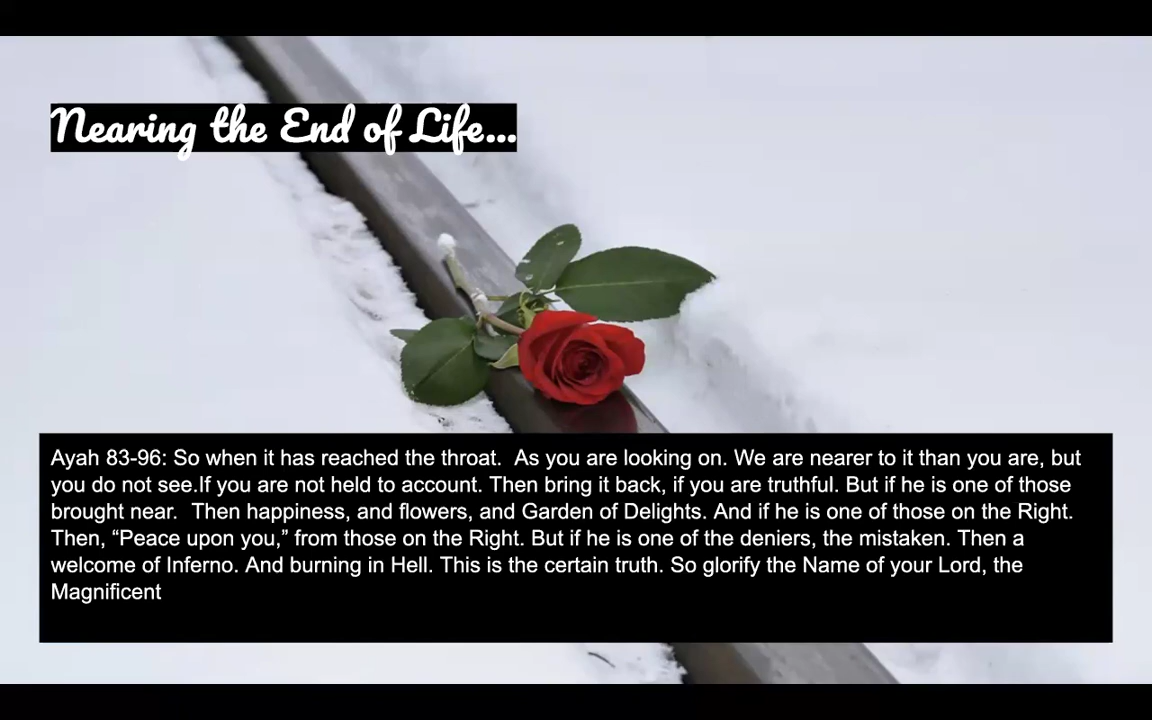 Nearing the End of Life...
Ayah 83-96: So when it has reached the throat.  As you are looking on. We are nearer to it than you are, but
you do not see.If you are not held to account. Then bring it back, if you are truthful. But if he is one of those
brought near.  Then happiness, and flowers, and Garden of Delights. And if he is one of those on the Right.
Then, “Peace upon you,” from those on the Right. But if he is one of the deniers, the mistaken. Then a
welcome of Inferno. And burning in Hell. This is the certain truth. So glorify the Name of your Lord, the
Magnificent